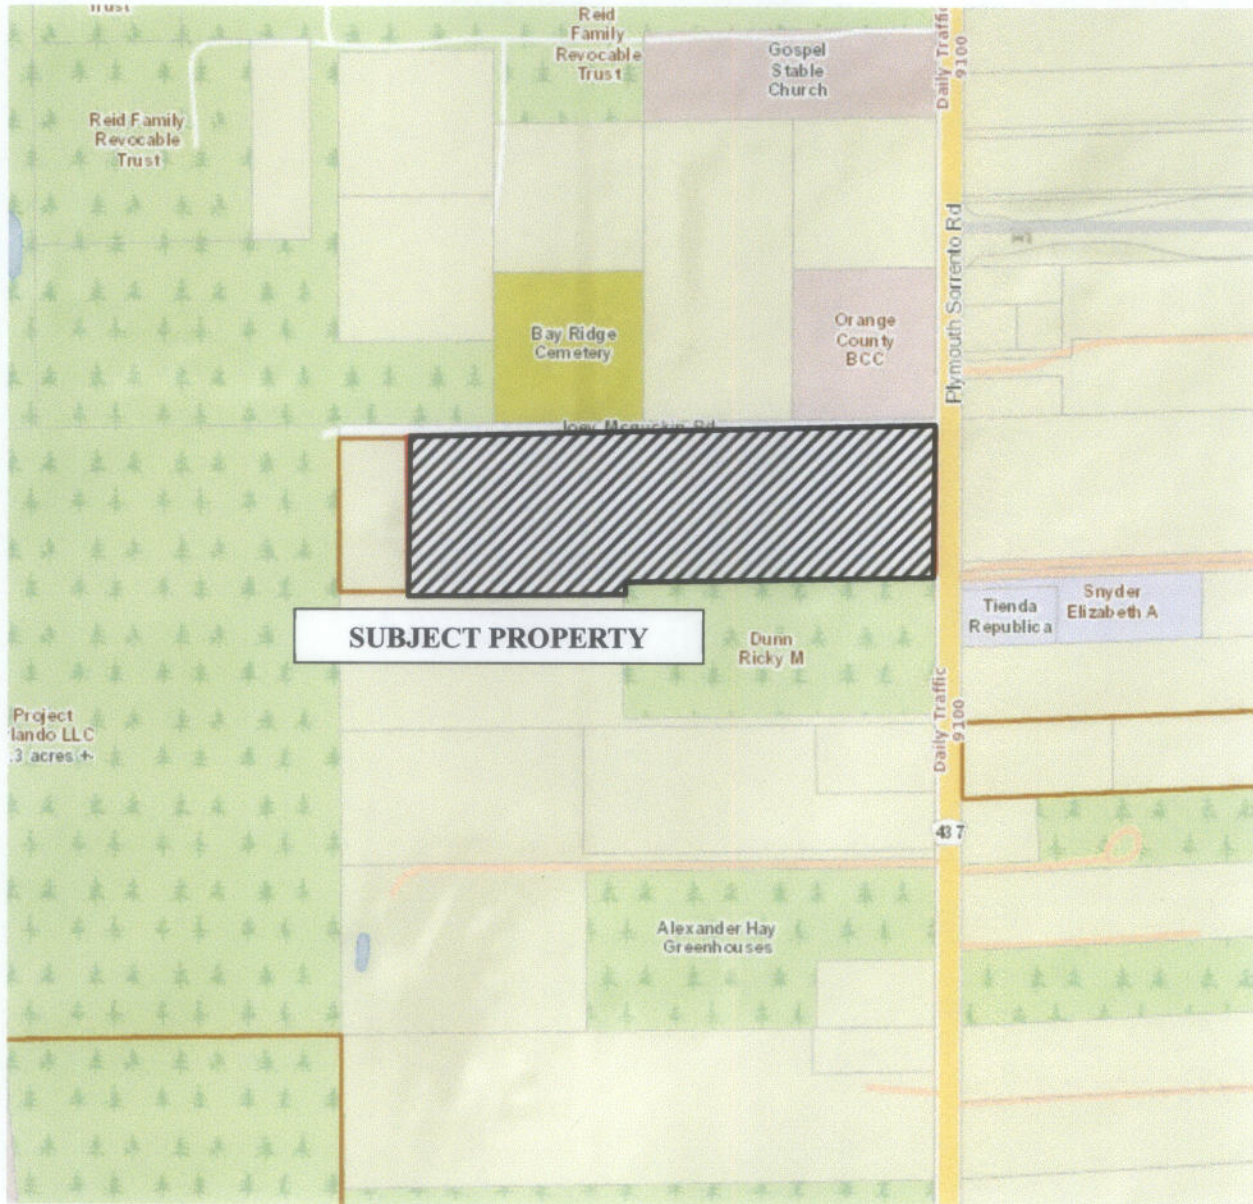 Trust
Reid
Family
Revocable
Trust
Gospel
Stable
Church
Daily Traffic
9100
Reid Family
Revocable
Trust
Plymouth Sorrento Rd
Bay Ridge
Cemetery
Orange
County
BCC
Rd
SUBJECT PROPERTY
Dunn
Ricky M
Tienda
Republica
Snyder
Elizabeth A
Daily Traffic
9100
Project
lando LLC
.3 acres +-
437
Alexander Hay
Greenhouses